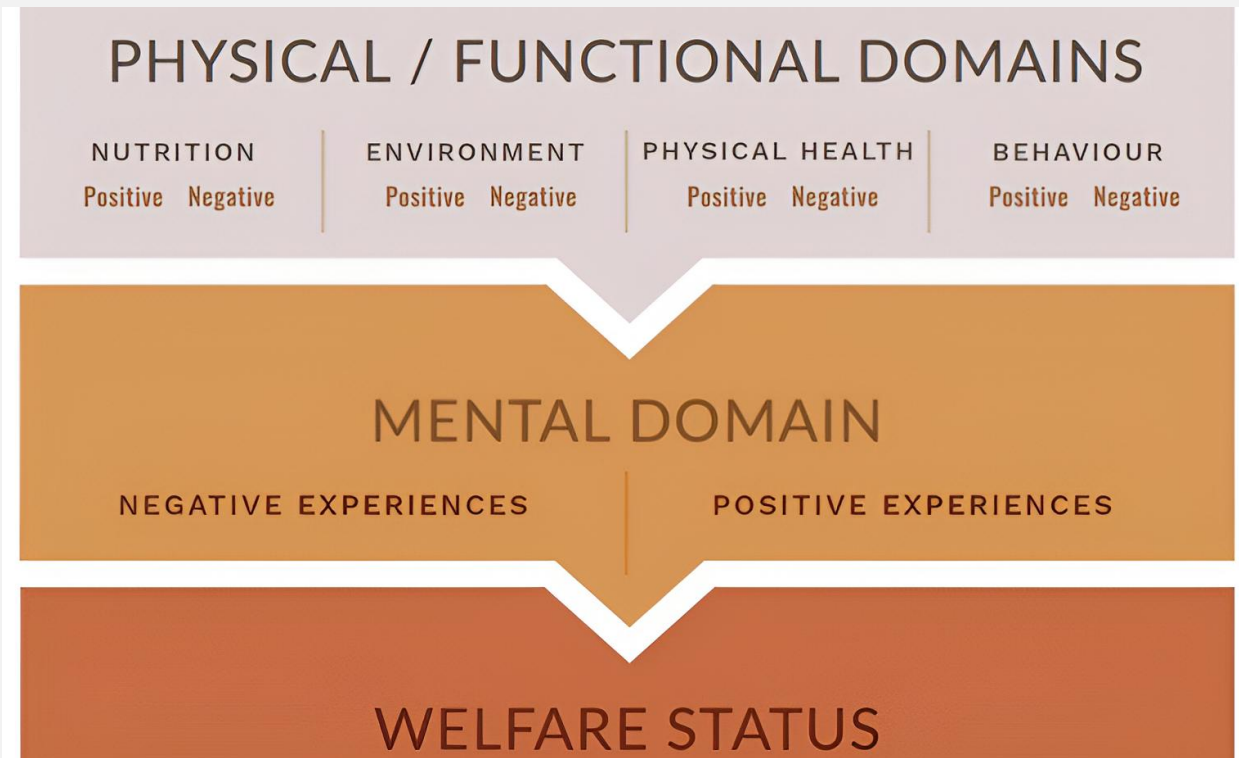 PHYSICAL / FUNCTIONAL DOMAINS
NUTRITION ENVIRONMENT PHYSICAL HEALTH BEHAVIOUR
Positive Negative Positive Negative Positive Negative Positive Negative
MENTAL DOMAIN
NEGATIVE EXPERIENCES POSITIVE EXPERIENCES
WELFARE STATUS